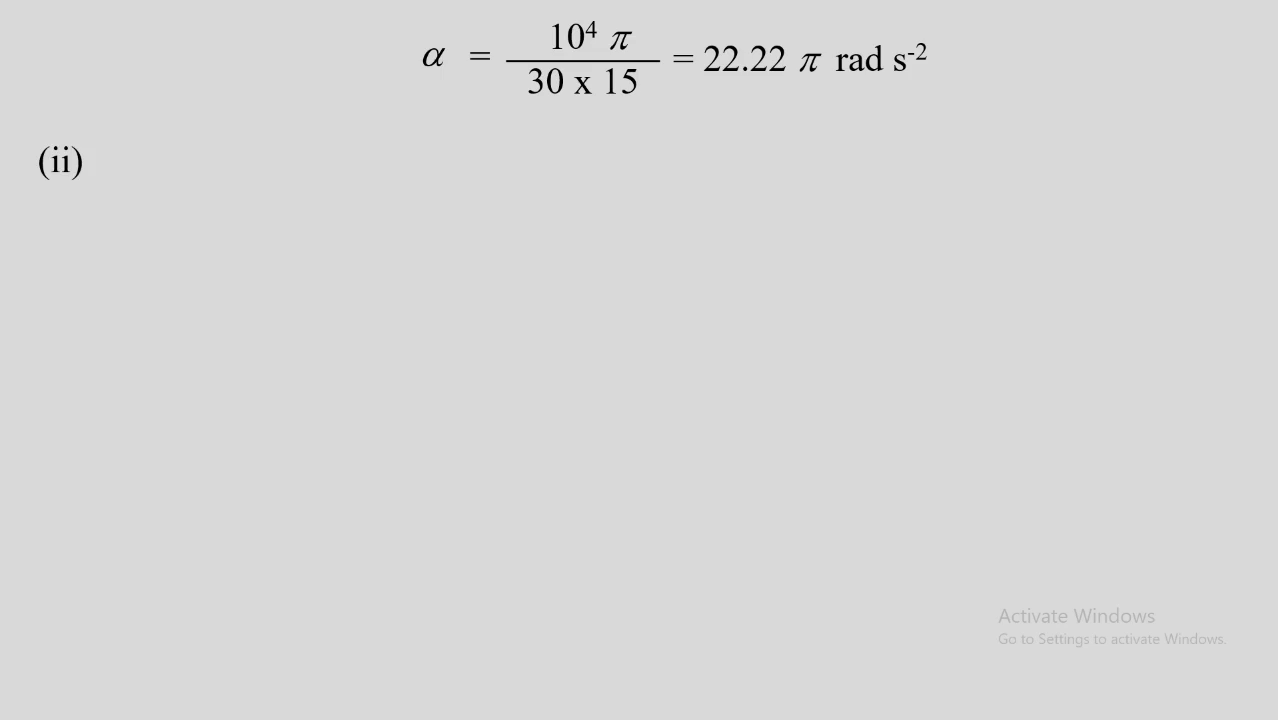 α = 10⁴ π / 30 x 15 = 22.22 π rad s⁻²
(ii)
Activate Windows
Go to Settings to activate Windows.